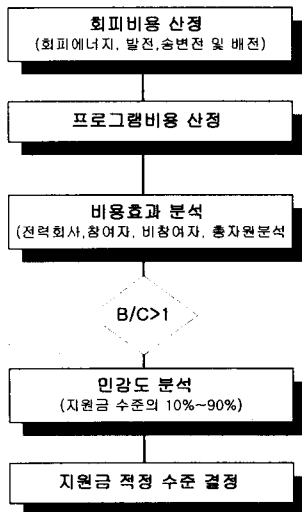 회피비용 산정
(회피에너지, 발전,송변전 및 배전)
프로그램비용 산정
비용효과 분석
(전력회사,참여자, 비참여자, 총자원분석
B/C>1
민감도 분석
(지원금 수준의 10%~90%)
지원금 적정 수준 결정